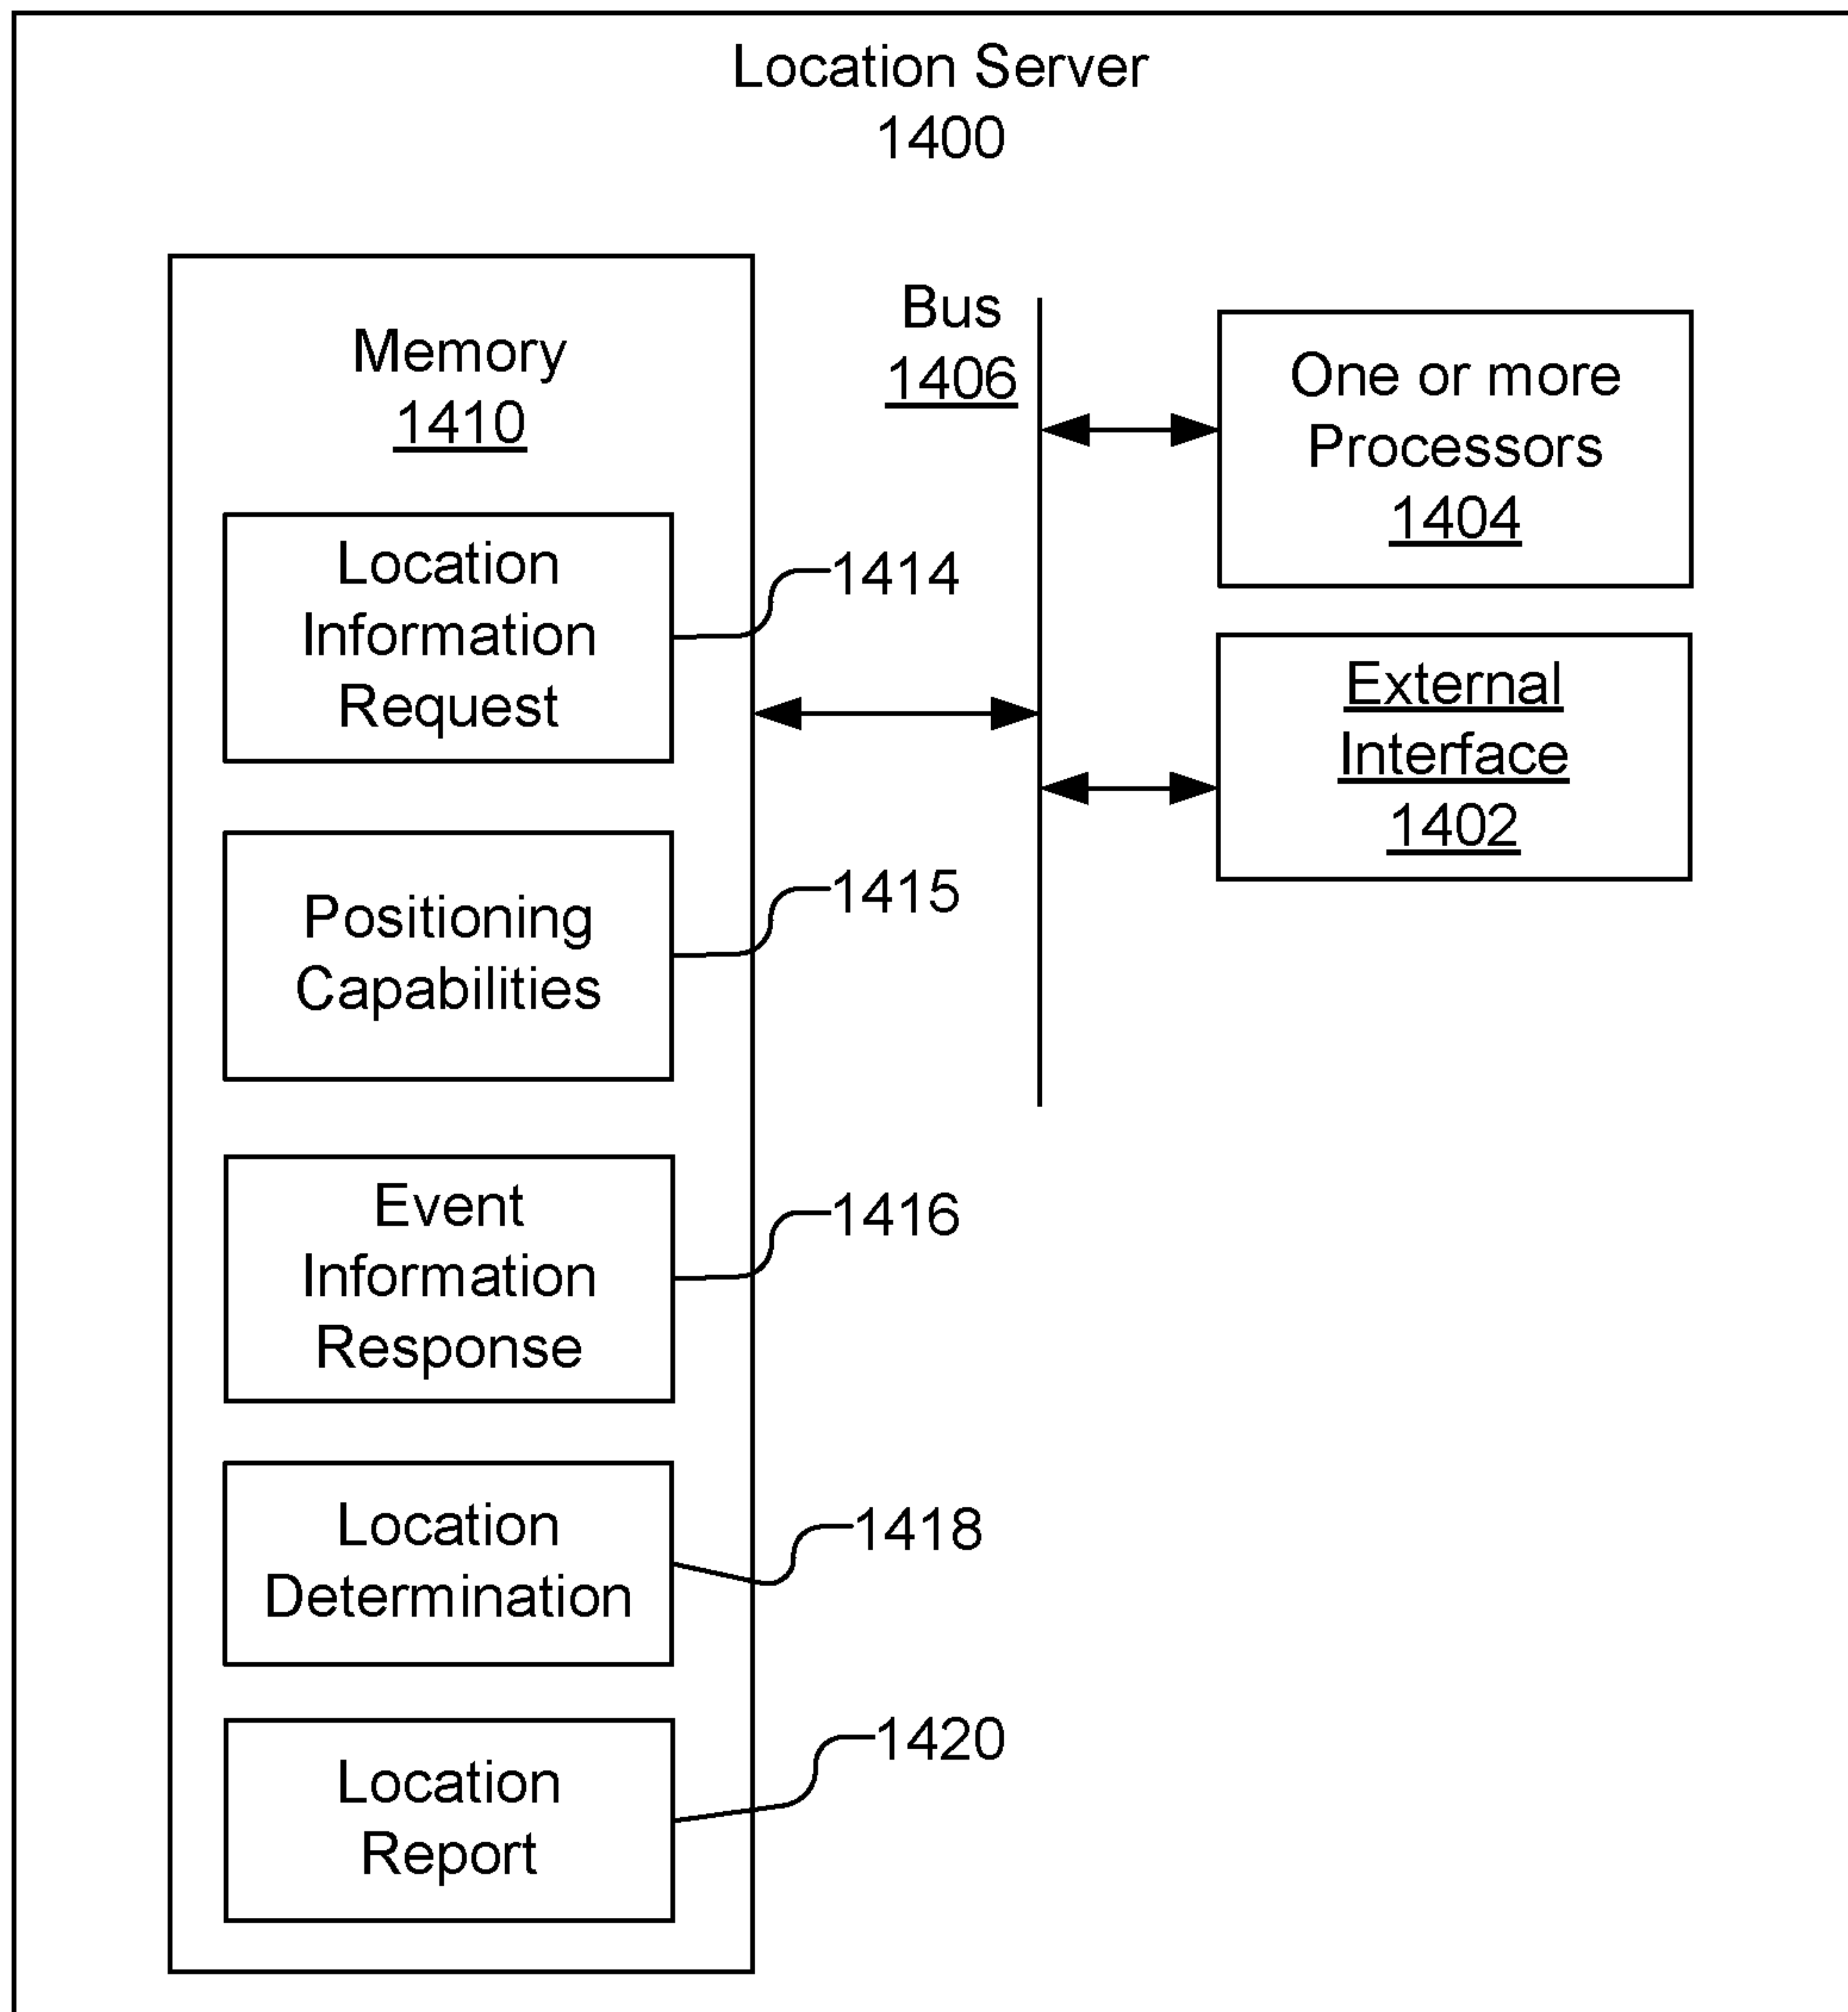 Location Server
1400
Memory
1410
Location
Information
Request
1414
Positioning
Capabilities
1415
Event
Information
Response
1416
Location
Determination
1418
Location
Report
1420
Bus
1406
One or more
Processors
1404
External
Interface
1402